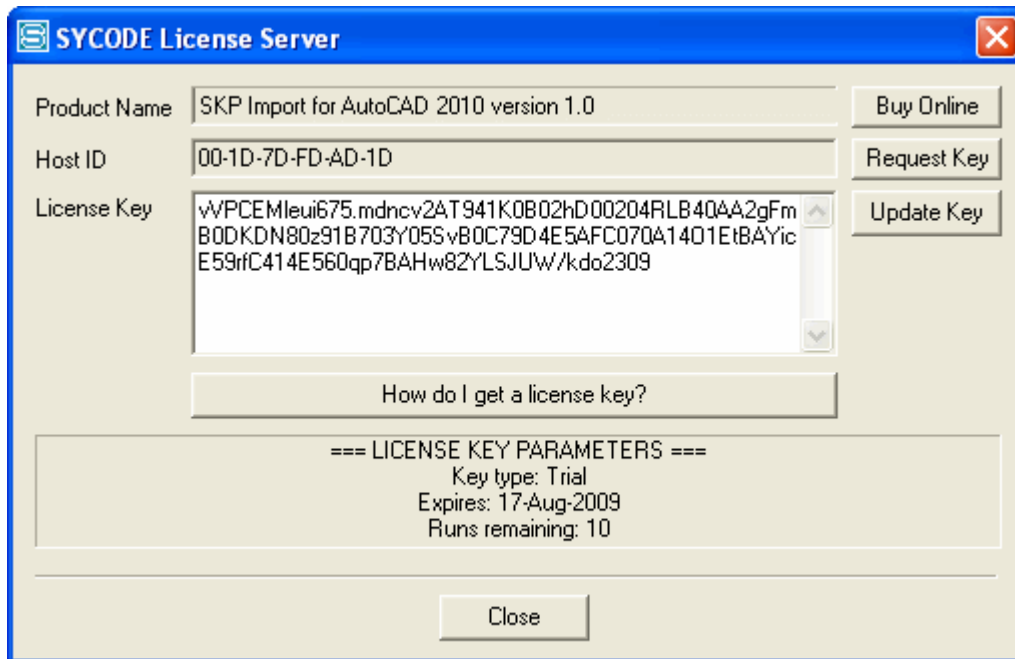 SYCODE License Server
Product Name SKP Import for AutoCAD 2010 version 1.0 Buy Online
Host ID 00-1D-7D-FD-AD-1D Request Key
License Key vVPCEMIeui675.mdncv2AT941K0B02hD00204RLB40AA2gFm Update Key
B0DKDN80z91B703Y05SvB0C79D4E5AFC070A14O1EtBAYic
E59rfC414E560qp7BAHw82YLSJUW/kdo2309
How do I get a license key?
=== LICENSE KEY PARAMETERS ===
Key type: Trial
Expires: 17-Aug-2009
Runs remaining: 10
Close